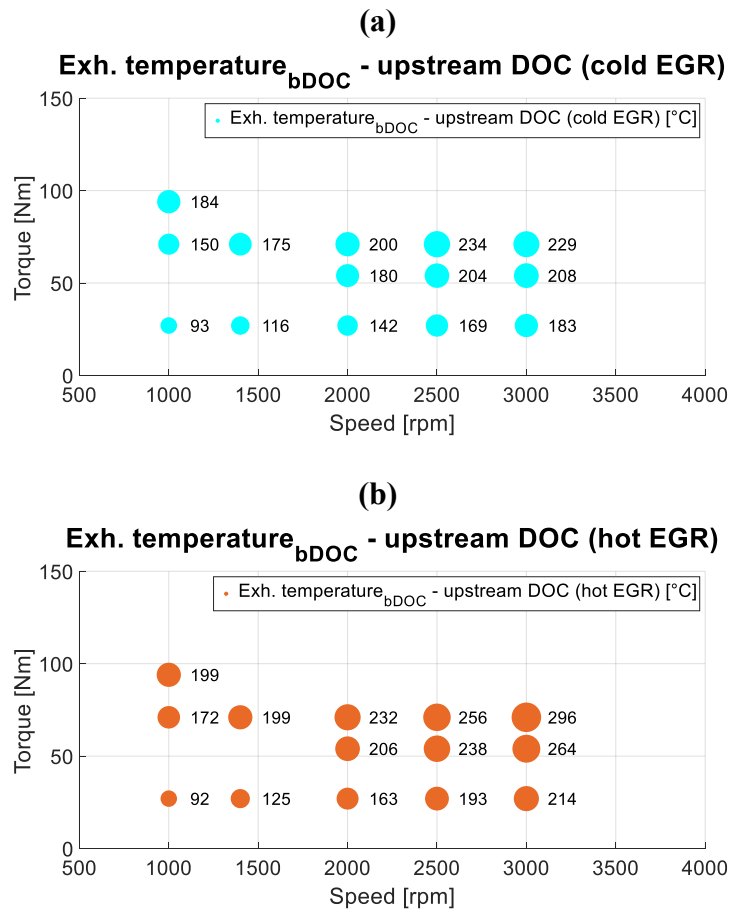 (a)
Exh. temperature_bDOC - upstream DOC (cold EGR)
150
Exh. temperature_bDOC - upstream DOC (cold EGR) [°C]
Torque [Nm]
100
184
150 175 200 234 229
50
180 204 208
93 116 142 169 183
0
500 1000 1500 2000 2500 3000 3500 4000
Speed [rpm]
(b)
Exh. temperature_bDOC - upstream DOC (hot EGR)
150
Exh. temperature_bDOC - upstream DOC (hot EGR) [°C]
Torque [Nm]
100
199
172 199 232 256 296
50
206 238 264
92 125 163 193 214
0
500 1000 1500 2000 2500 3000 3500 4000
Speed [rpm]